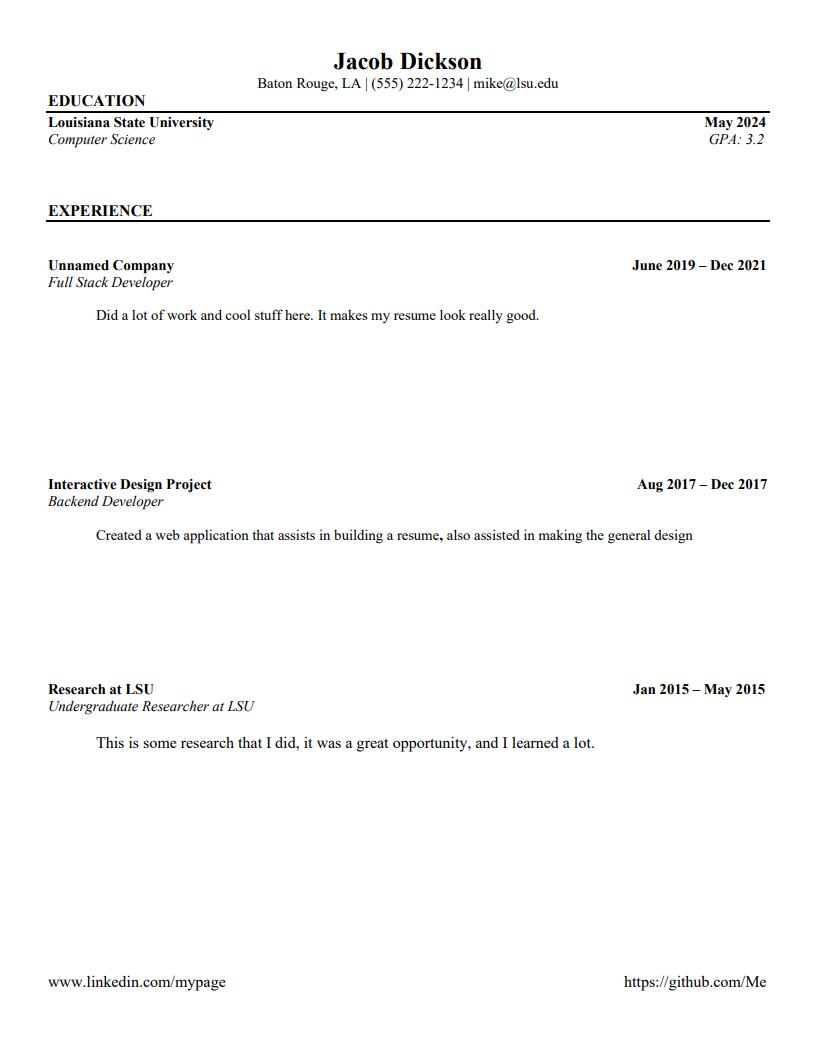 Jacob Dickson
Baton Rouge, LA | (555) 222-1234 | mike@lsu.edu
EDUCATION
Louisiana State University May 2024
Computer Science GPA: 3.2
EXPERIENCE
Unnamed Company June 2019 – Dec 2021
Full Stack Developer
Did a lot of work and cool stuff here. It makes my resume look really good.
Interactive Design Project Aug 2017 – Dec 2017
Backend Developer
Created a web application that assists in building a resume, also assisted in making the general design
Research at LSU Jan 2015 – May 2015
Undergraduate Researcher at LSU
This is some research that I did, it was a great opportunity, and I learned a lot.
www.linkedin.com/mypage https://github.com/Me